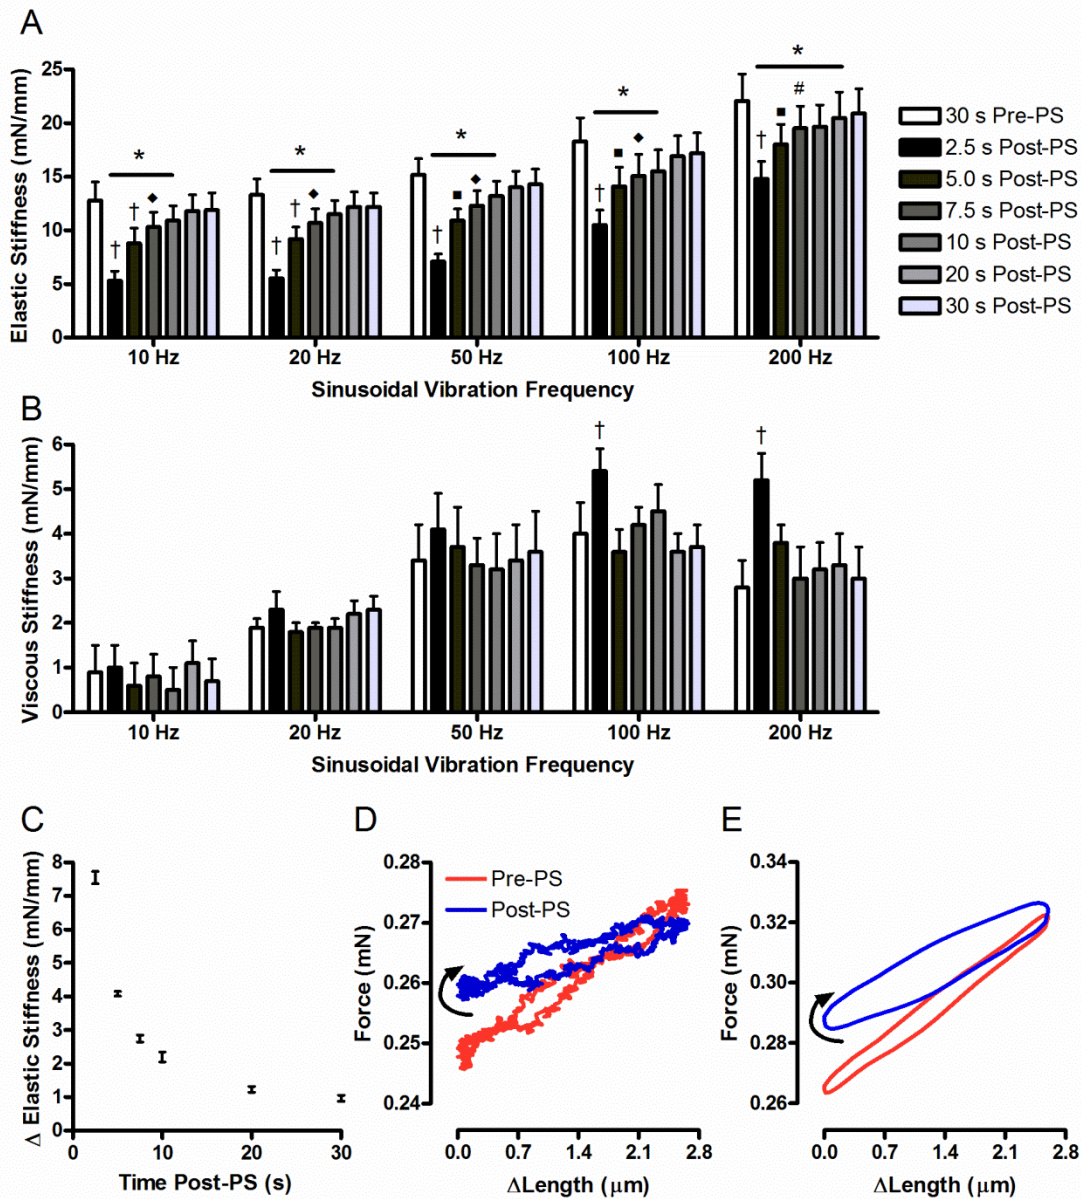 A
Elastic Stiffness (mN/mm)
25
20
15
10
5
0
*
†
†
◆
*
†
†
◆
*
†
■
◆
*
†
■
◆
*
†
■
#
10 Hz 20 Hz 50 Hz 100 Hz 200 Hz
Sinusoidal Vibration Frequency
30 s Pre-PS
2.5 s Post-PS
5.0 s Post-PS
7.5 s Post-PS
10 s Post-PS
20 s Post-PS
30 s Post-PS
B
Viscous Stiffness (mN/mm)
6
5
4
3
2
1
0
†
†
10 Hz 20 Hz 50 Hz 100 Hz 200 Hz
Sinusoidal Vibration Frequency
C
Δ Elastic Stiffness (mN/mm)
8
7
6
5
4
3
2
1
0
0 10 20 30
Time Post-PS (s)
D
Force (mN)
0.28
0.27
0.26
0.25
0.24
Pre-PS
Post-PS
0.0 0.7 1.4 2.1 2.8
ΔLength (μm)
E
Force (mN)
0.34
0.32
0.30
0.28
0.26
0.0 0.7 1.4 2.1 2.8
ΔLength (μm)